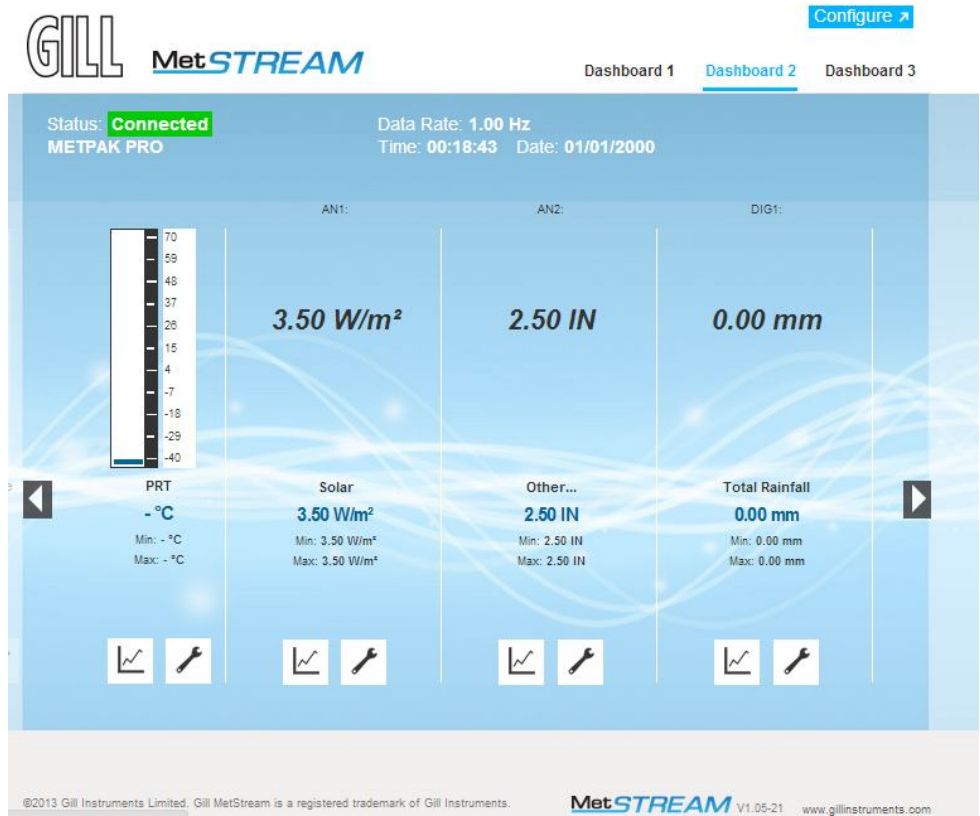 Configure
GILL MetSTREAM
Dashboard 1 Dashboard 2 Dashboard 3
Status: Connected
METPAK PRO
Data Rate: 1.00 Hz
Time: 00:18:43 Date: 01/01/2000
AN1:
AN2:
DIG1:
70
59
48
37
26
15
4
-7
-18
-29
-40
PRT
- °C
Min: - °C
Max: - °C
3.50 W/m²
Solar
3.50 W/m²
Min: 3.50 W/m²
Max: 3.50 W/m²
2.50 IN
Other...
2.50 IN
Min: 2.50 IN
Max: 2.50 IN
0.00 mm
Total Rainfall
0.00 mm
Min: 0.00 mm
Max: 0.00 mm
©2013 Gill Instruments Limited. Gill MetStream is a registered trademark of Gill Instruments.
MetSTREAM V1.05-21 www.gillinstruments.com